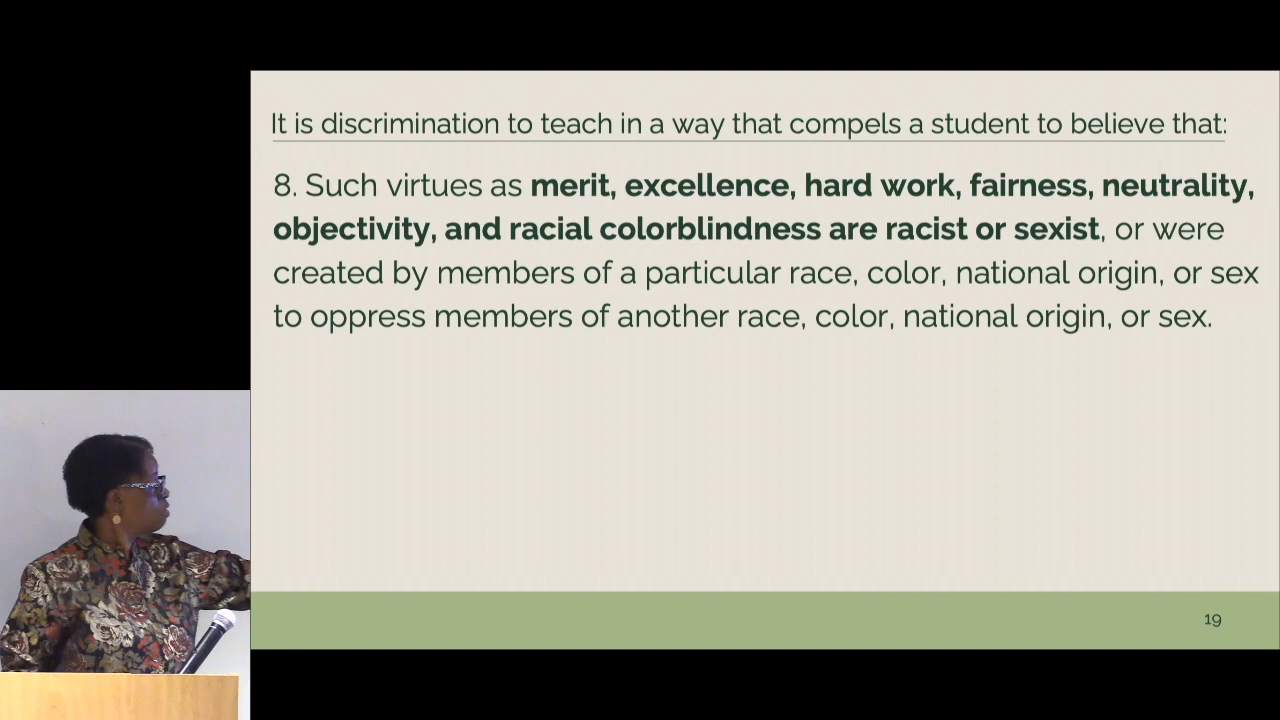 It is discrimination to teach in a way that compels a student to believe that:
8. Such virtues as merit, excellence, hard work, fairness, neutrality,
objectivity, and racial colorblindness are racist or sexist, or were
created by members of a particular race, color, national origin, or sex
to oppress members of another race, color, national origin, or sex.
19